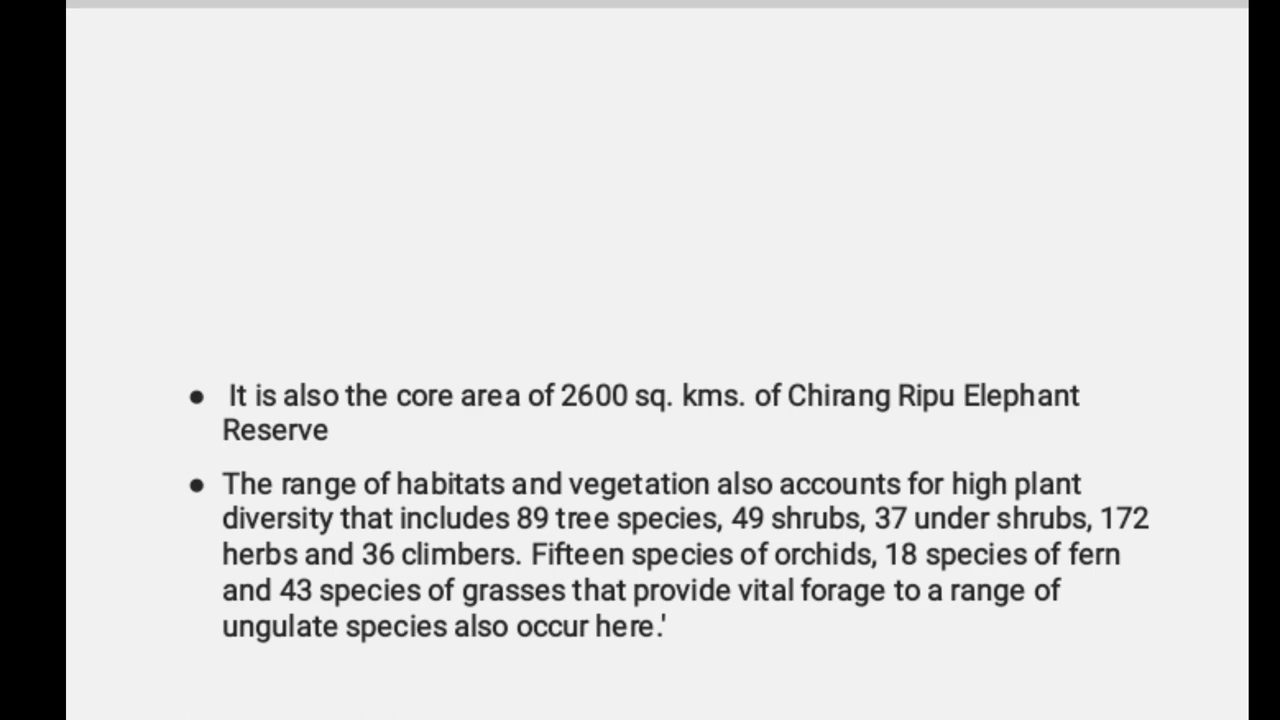 ● It is also the core area of 2600 sq. kms. of Chirang Ripu Elephant
Reserve
● The range of habitats and vegetation also accounts for high plant
diversity that includes 89 tree species, 49 shrubs, 37 under shrubs, 172
herbs and 36 climbers. Fifteen species of orchids, 18 species of fern
and 43 species of grasses that provide vital forage to a range of
ungulate species also occur here.'